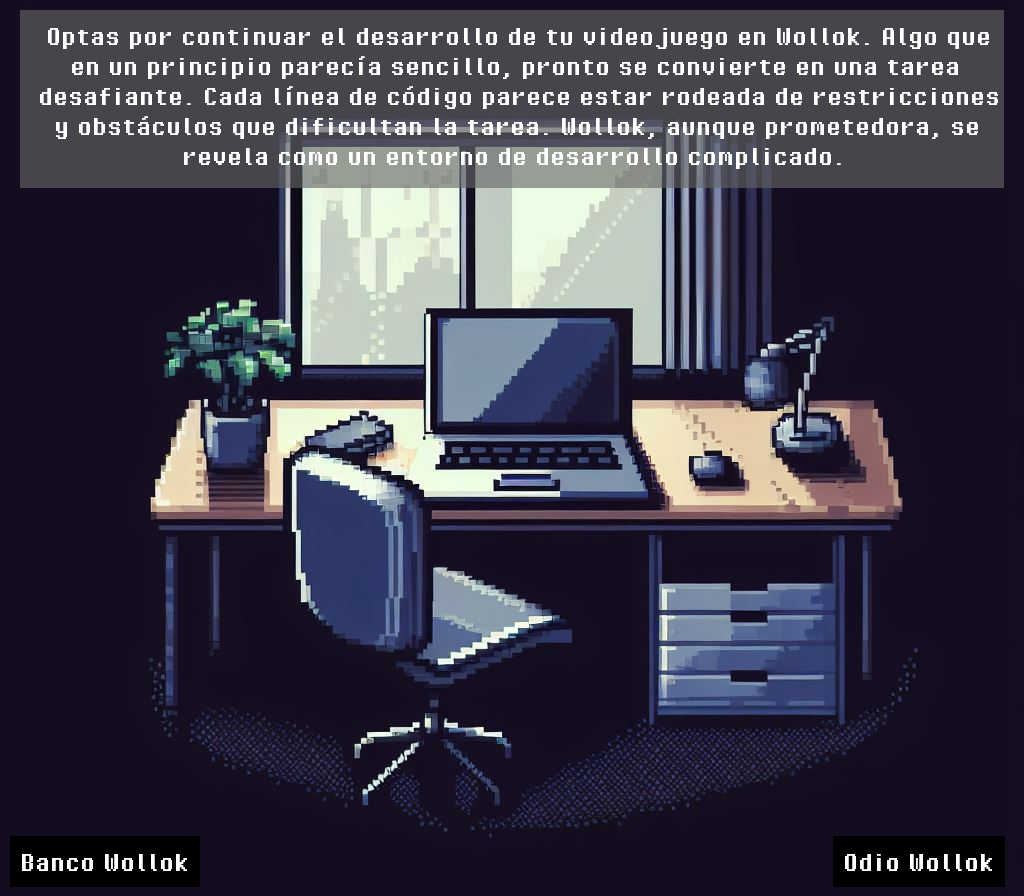 Optas por continuar el desarrollo de tu videojuego en Wollok. Algo que
en un principio parecía sencillo, pronto se convierte en una tarea
desafiante. Cada línea de código parece estar rodeada de restricciones
y obstáculos que dificultan la tarea. Wollok, aunque prometedora, se
revela como un entorno de desarrollo complicado.
Banco Wollok
Odio Wollok